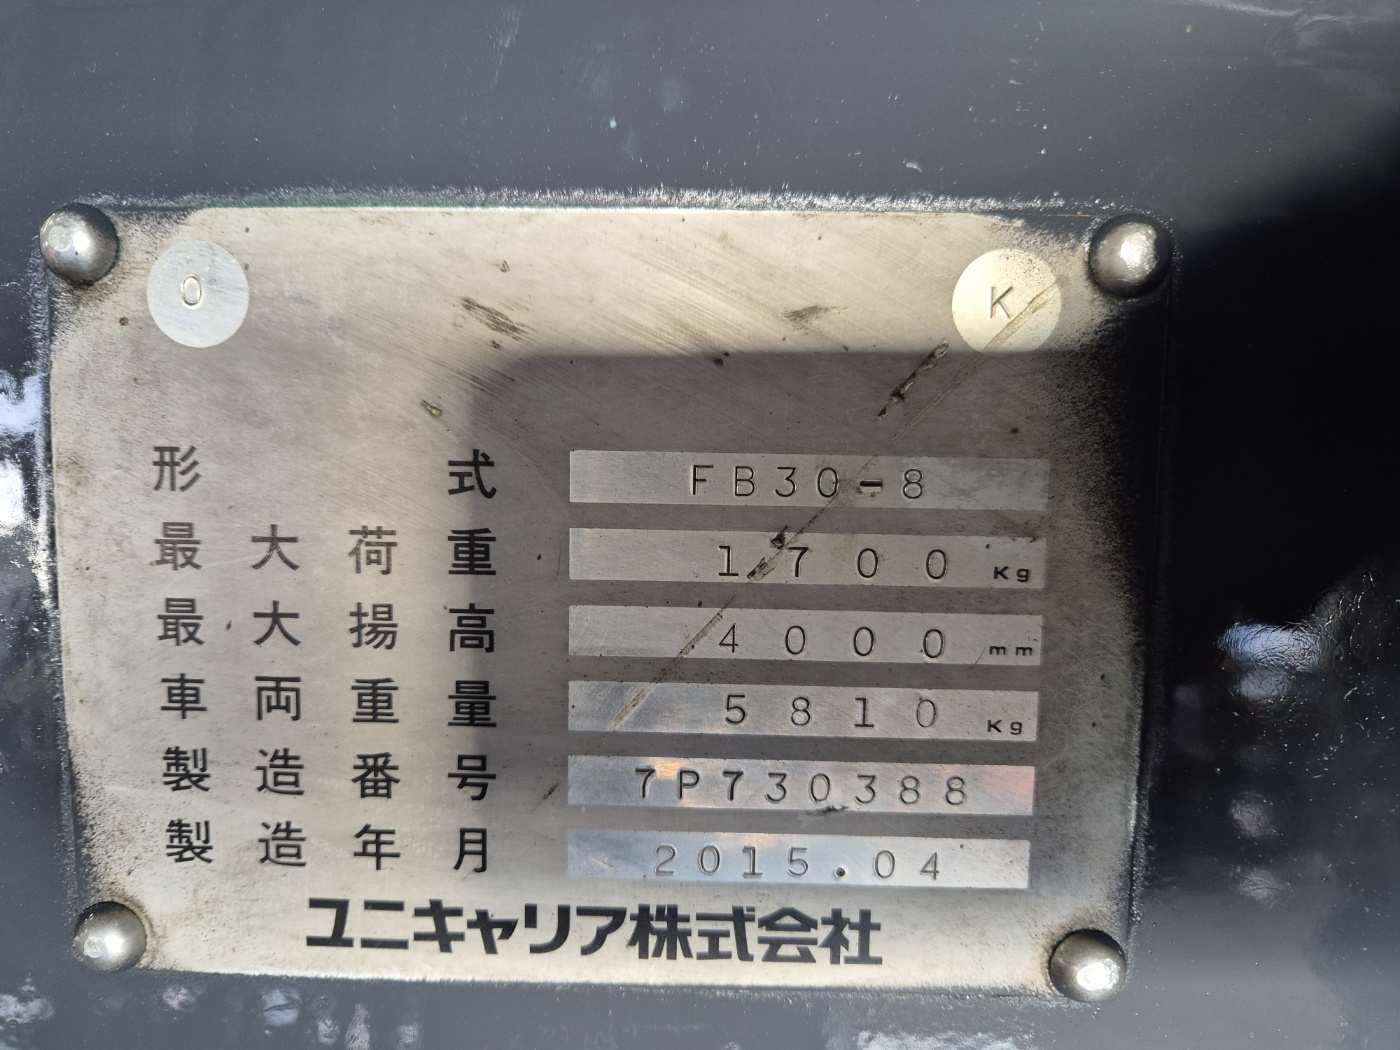 O K
形式 FB30-8
最大荷重 1700 Kg
最大揚高 4000 mm
車両重量 5810 Kg
製造番号 7P730388
製造年月 2015.04
ユニキャリア株式会社